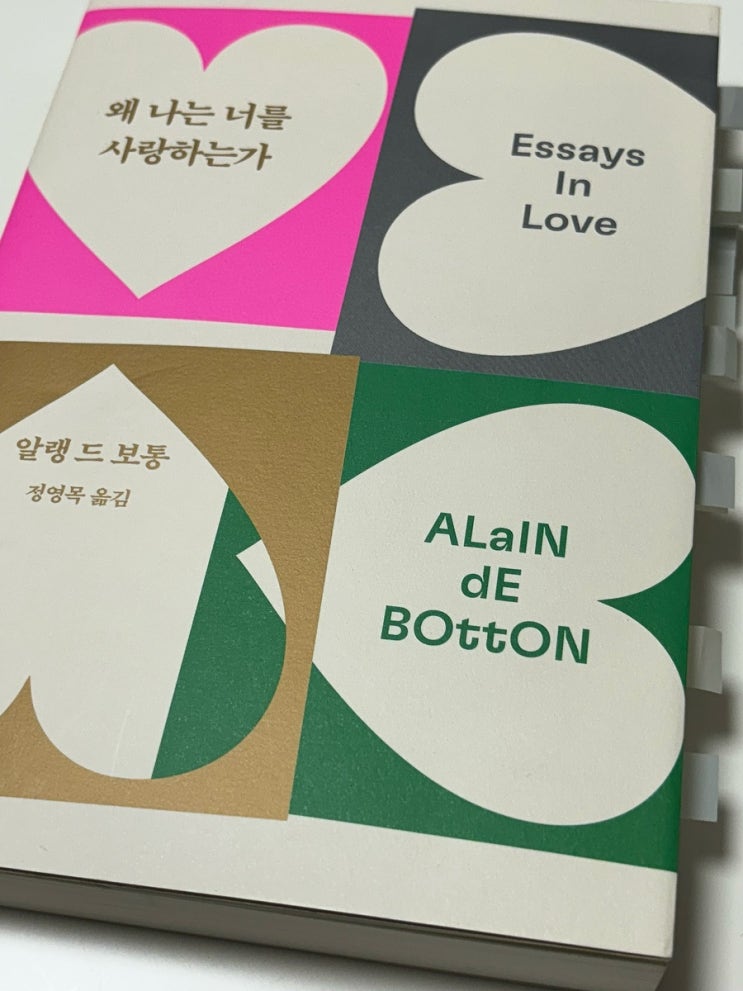 왜 나는 너를
사랑하는가
Essays
In
Love
알랭 드 보통
정영목 옮김
ALaIN
dE
BOttON